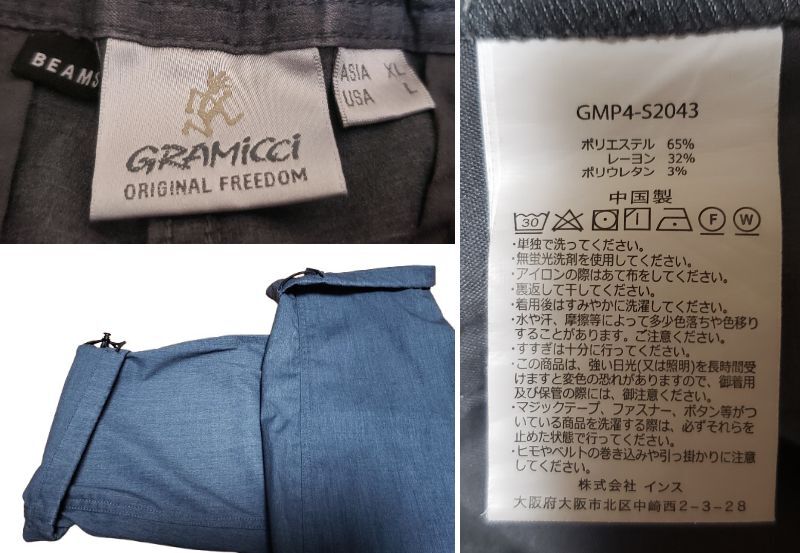 BEAMS
GRAMICCI
ORIGINAL FREEDOM
ASIA XL
USA L
GMP4-S2043
ポリエステル 65%
レーヨン 32%
ポリウレタン 3%
中国製
30
F W
・単独で洗ってください。
・無蛍光洗剤を使用してください。
・アイロンの際はあて布をしてください。
・裏返して干してください。
・着用後はすみやかに洗濯してください。
・水や汗、摩擦等によって多少色落ちや色移り
することがあります。ご注意ください。
・すすぎは十分に行ってください。
・この商品は、強い日光(又は照明)を長時間受
けますと変色の恐れがありますので、御着用
及び保管の際には、御注意ください。
・マジックテープ、ファスナー、ボタン等がつ
いている商品を洗濯する際は、必ずそれらを
止めた状態で行ってください。
・ヒモやベルトの巻き込みや引っ掛かりに注意
してください。
株式会社 インス
大阪府大阪市北区中崎西2-3-28